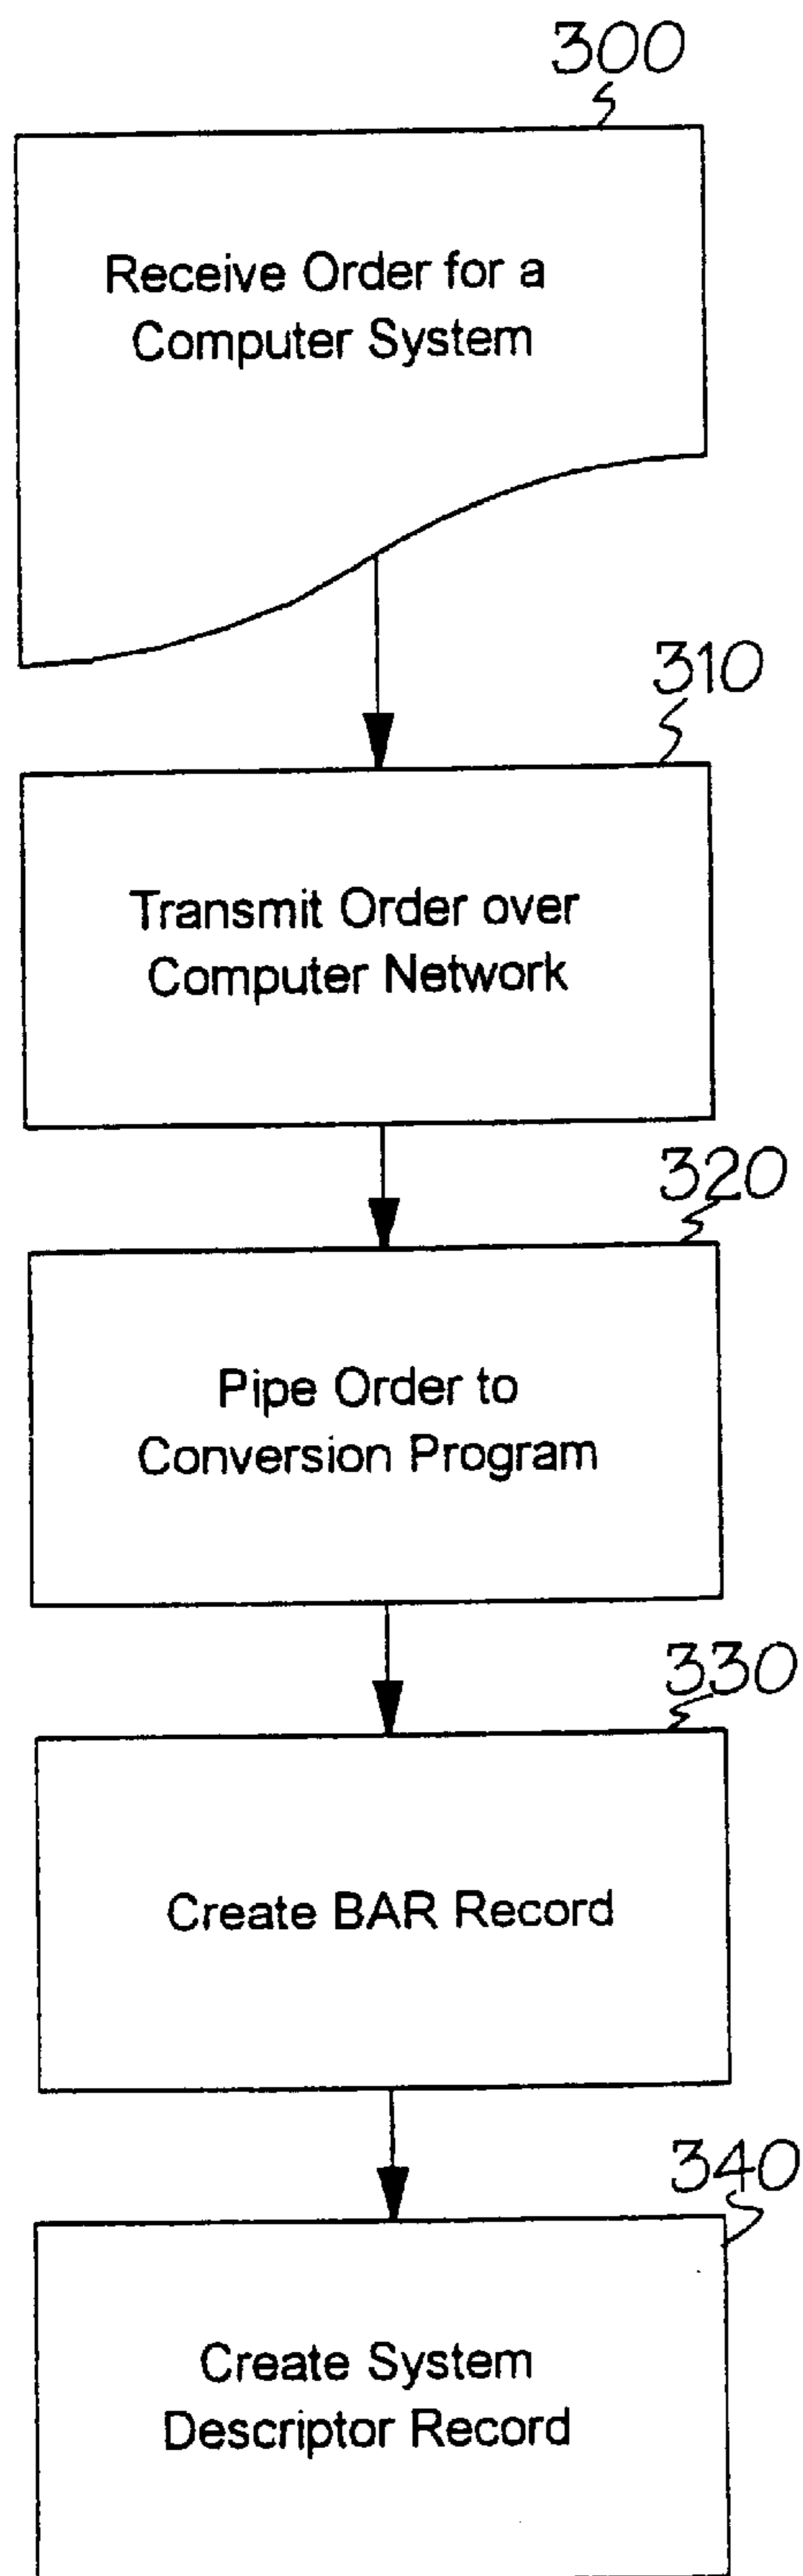 300
Receive Order for a
Computer System
310
Transmit Order over
Computer Network
320
Pipe Order to
Conversion Program
330
Create BAR Record
340
Create System
Descriptor Record